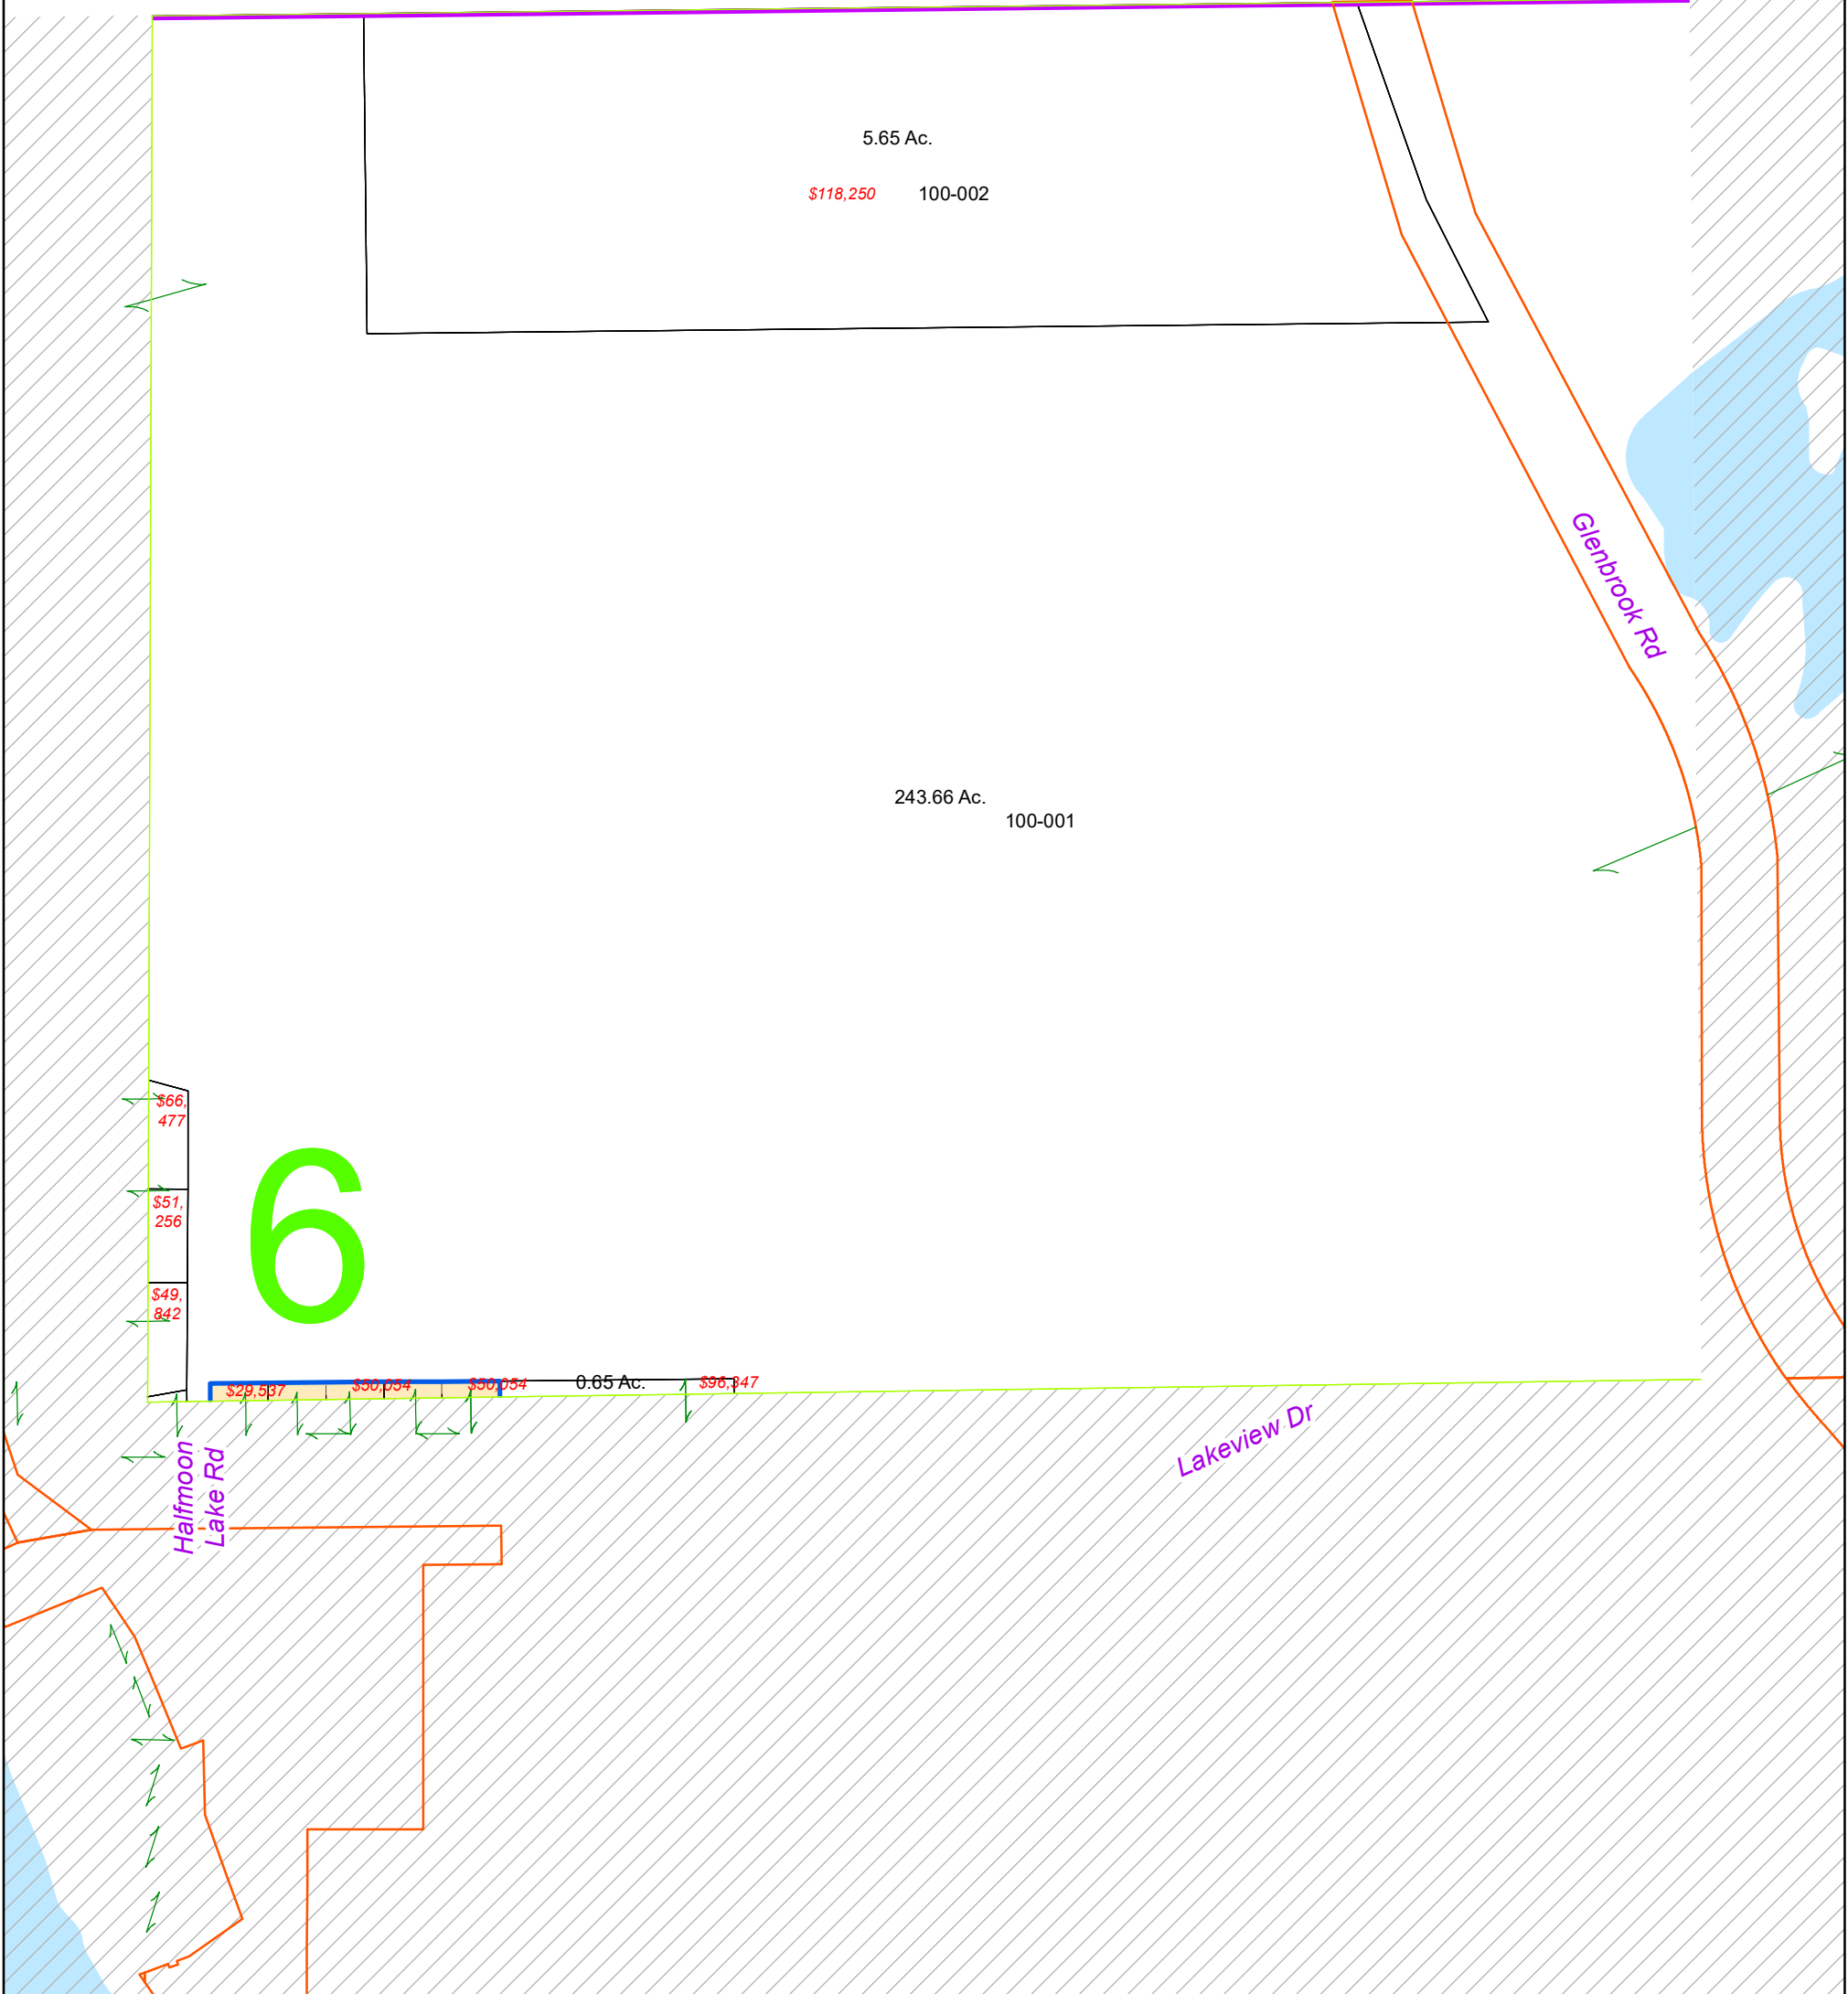 5.65 Ac.
$118,250 100-002
Glenbrook Rd
243.66 Ac.
100-001
$66,
477
$51,
256
$49,
842
6
$29,537 $50,054 $50,054 0.65 Ac. $96,347
Lakeview Dr
Halfmoon
Lake Rd